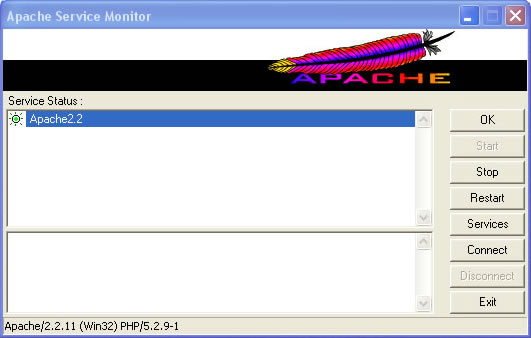 Apache Service Monitor
APACHE
Service Status :
Apache2.2
OK
Start
Stop
Restart
Services
Connect
Disconnect
Exit
Apache/2.2.11 (Win32) PHP/5.2.9-1